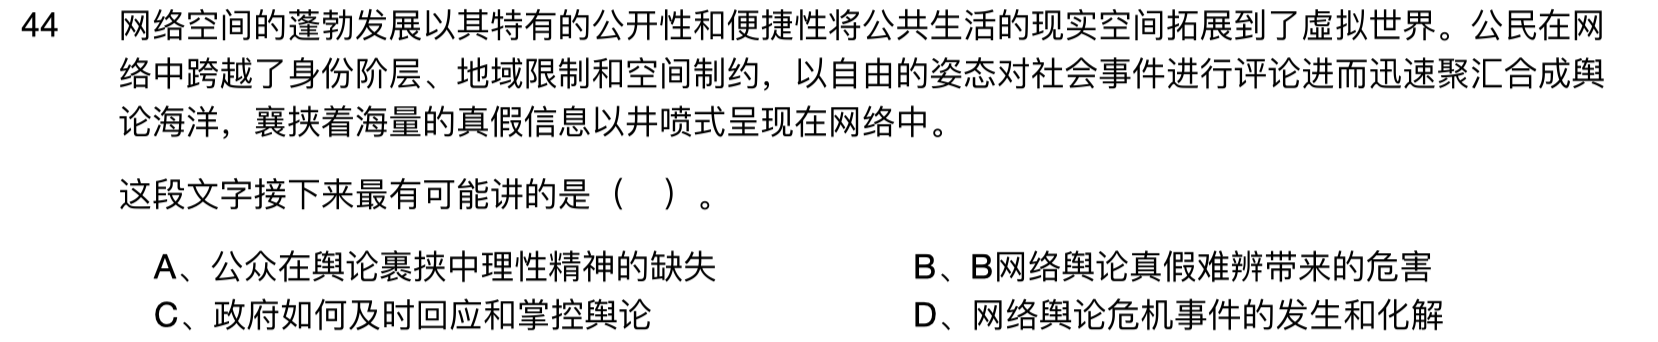 44 网络空间的蓬勃发展以其特有的公开性和便捷性将公共生活的现实空间拓展到了虚拟世界。公民在网
络中跨越了身份阶层、地域限制和空间制约，以自由的姿态对社会事件进行评论进而迅速聚汇合成舆
论海洋，襄挟着海量的真假信息以井喷式呈现在网络中。
这段文字接下来最有可能讲的是（ ）。
A、公众在舆论裹挟中理性精神的缺失 B、B网络舆论真假难辨带来的危害
C、政府如何及时回应和掌控舆论 D、网络舆论危机事件的发生和化解